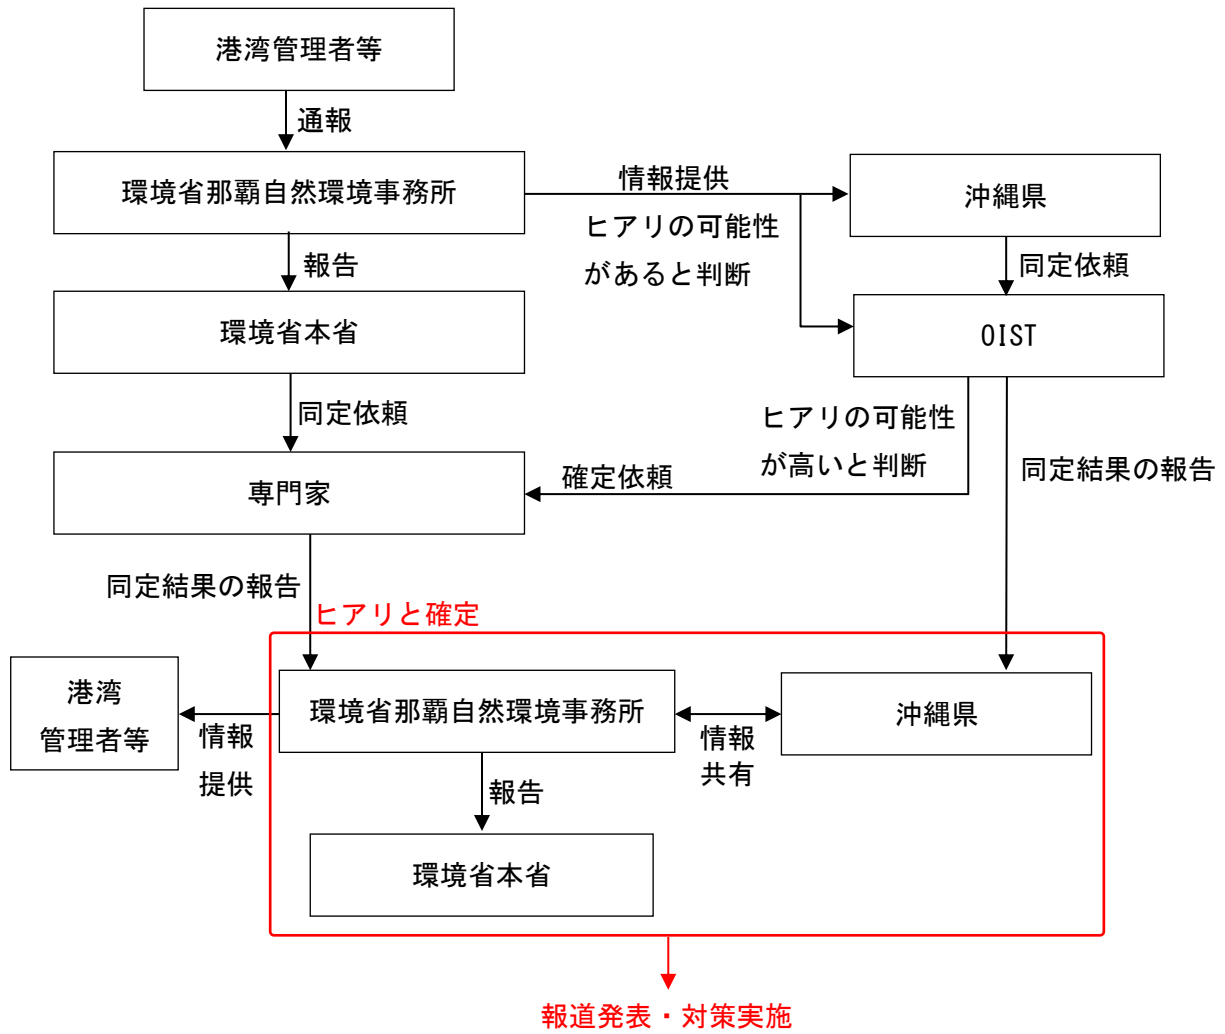 港湾管理者等
通報
環境省那覇自然環境事務所
情報提供
沖縄県
ヒアリの可能性
があると判断
報告
同定依頼
環境省本省
OIST
同定依頼
ヒアリの可能性
が高いと判断
確定依頼
同定結果の報告
専門家
同定結果の報告
ヒアリと確定
港湾
管理者等
情報
提供
環境省那覇自然環境事務所
情報
共有
沖縄県
報告
環境省本省
報道発表・対策実施